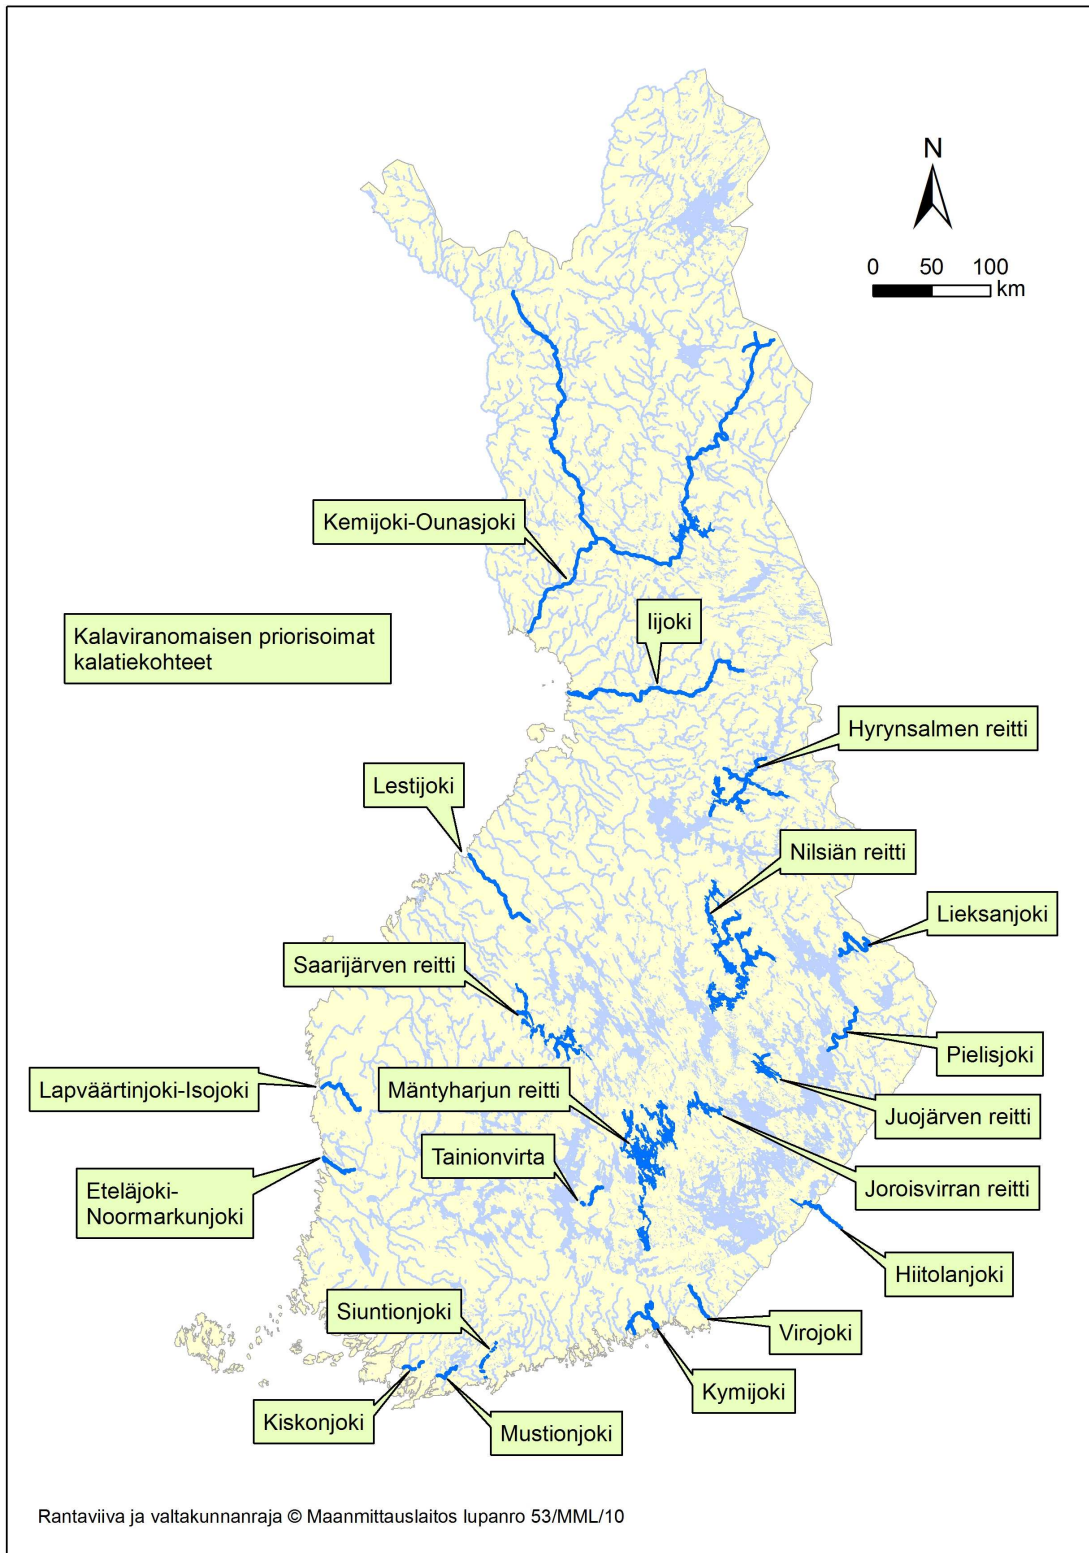 N
0 50 100
km
Kemijoki-Ounasjoki
Iijoki
Kalaviranomaisen priorisoimat
kalatiekohteet
Hyrynsalmen reitti
Lestijoki
Nilsiän reitti
Lieksanjoki
Saarijärven reitti
Pielisjoki
Lapväärtinjoki-Isojoki
Mäntyharjun reitti
Juojärven reitti
Tainionvirta
Joroisvirran reitti
Eteläjoki-
Noormarkunjoki
Hiitolanjoki
Siuntionjoki
Virojoki
Kymijoki
Kiskonjoki
Mustionjoki
Rantaviiva ja valtakunnanraja © Maanmittauslaitos lupanro 53/MML/10